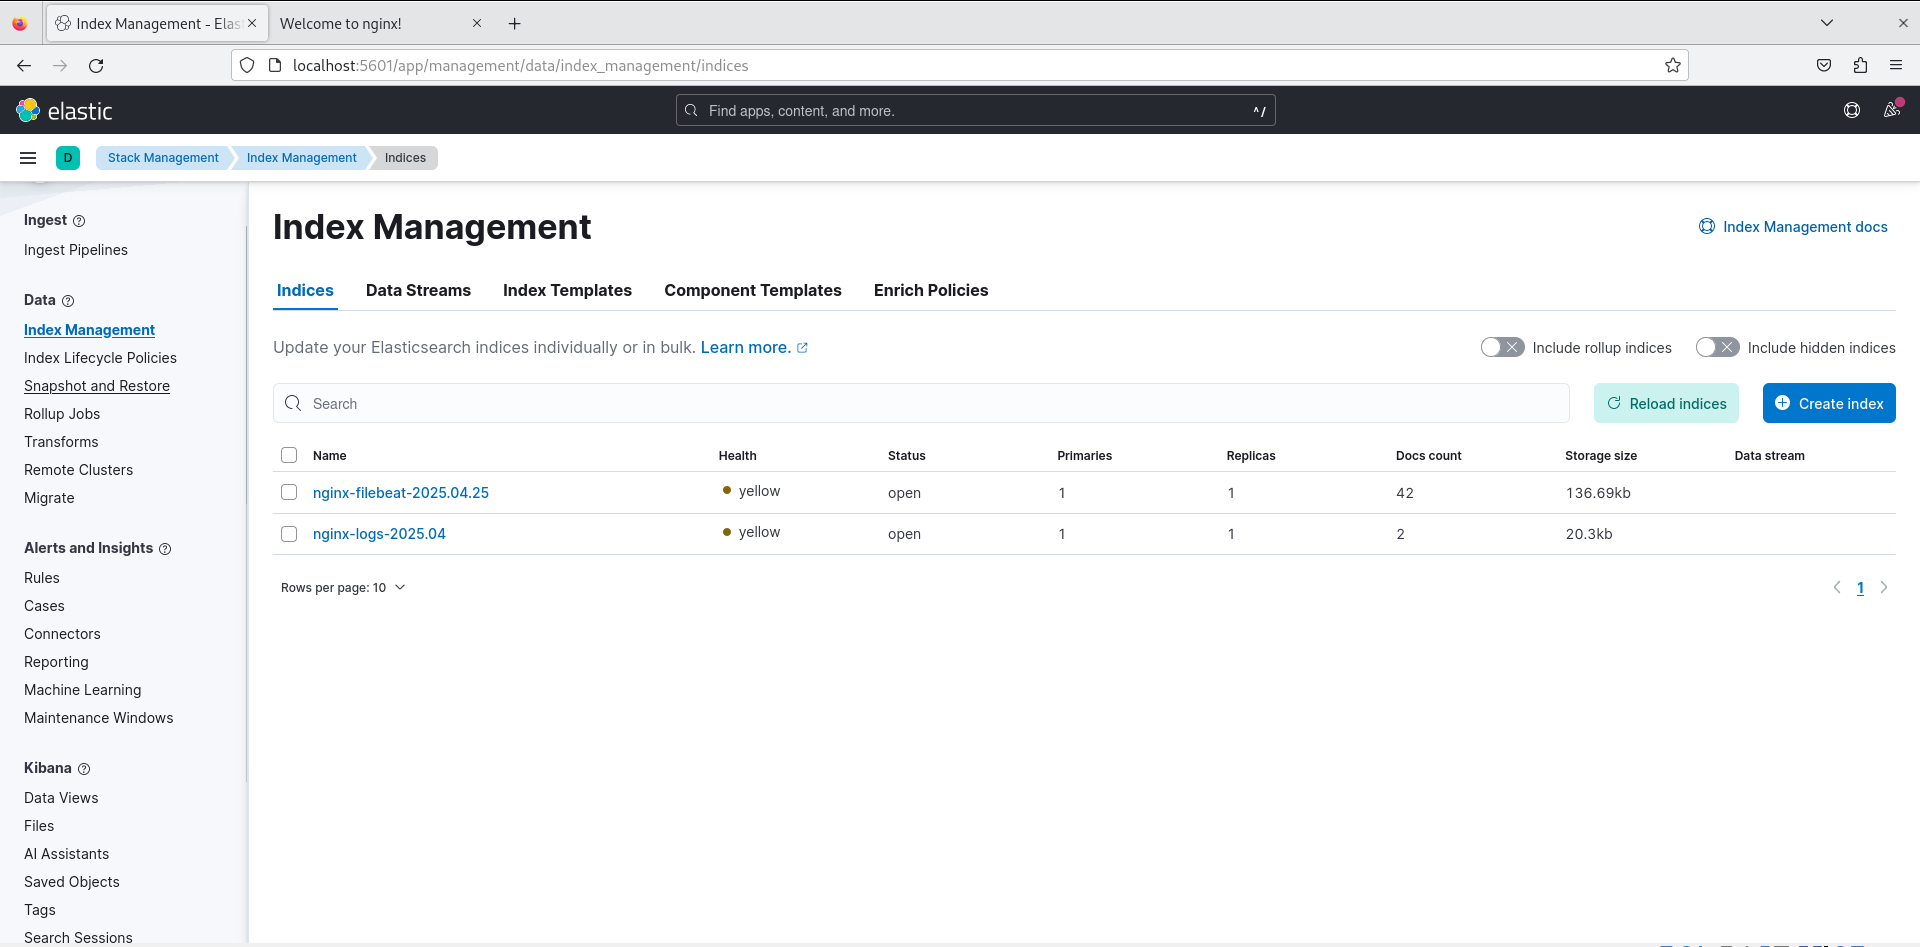 Index Management - Elas
Welcome to nginx!
localhost:5601/app/management/data/index_management/indices
elastic
Find apps, content, and more.
^/
D
Stack Management
Index Management
Indices
Ingest
Ingest Pipelines
Data
Index Management
Index Lifecycle Policies
Snapshot and Restore
Rollup Jobs
Transforms
Remote Clusters
Migrate
Alerts and Insights
Rules
Cases
Connectors
Reporting
Machine Learning
Maintenance Windows
Kibana
Data Views
Files
AI Assistants
Saved Objects
Tags
Search Sessions
Index Management
Index Management docs
Indices Data Streams Index Templates Component Templates Enrich Policies
Update your Elasticsearch indices individually or in bulk. Learn more.
Include rollup indices
Include hidden indices
Search
Reload indices
Create index
Name Health Status Primaries Replicas Docs count Storage size Data stream
nginx-filebeat-2025.04.25 yellow open 1 1 42 136.69kb
nginx-logs-2025.04 yellow open 1 1 2 20.3kb
Rows per page: 10
1